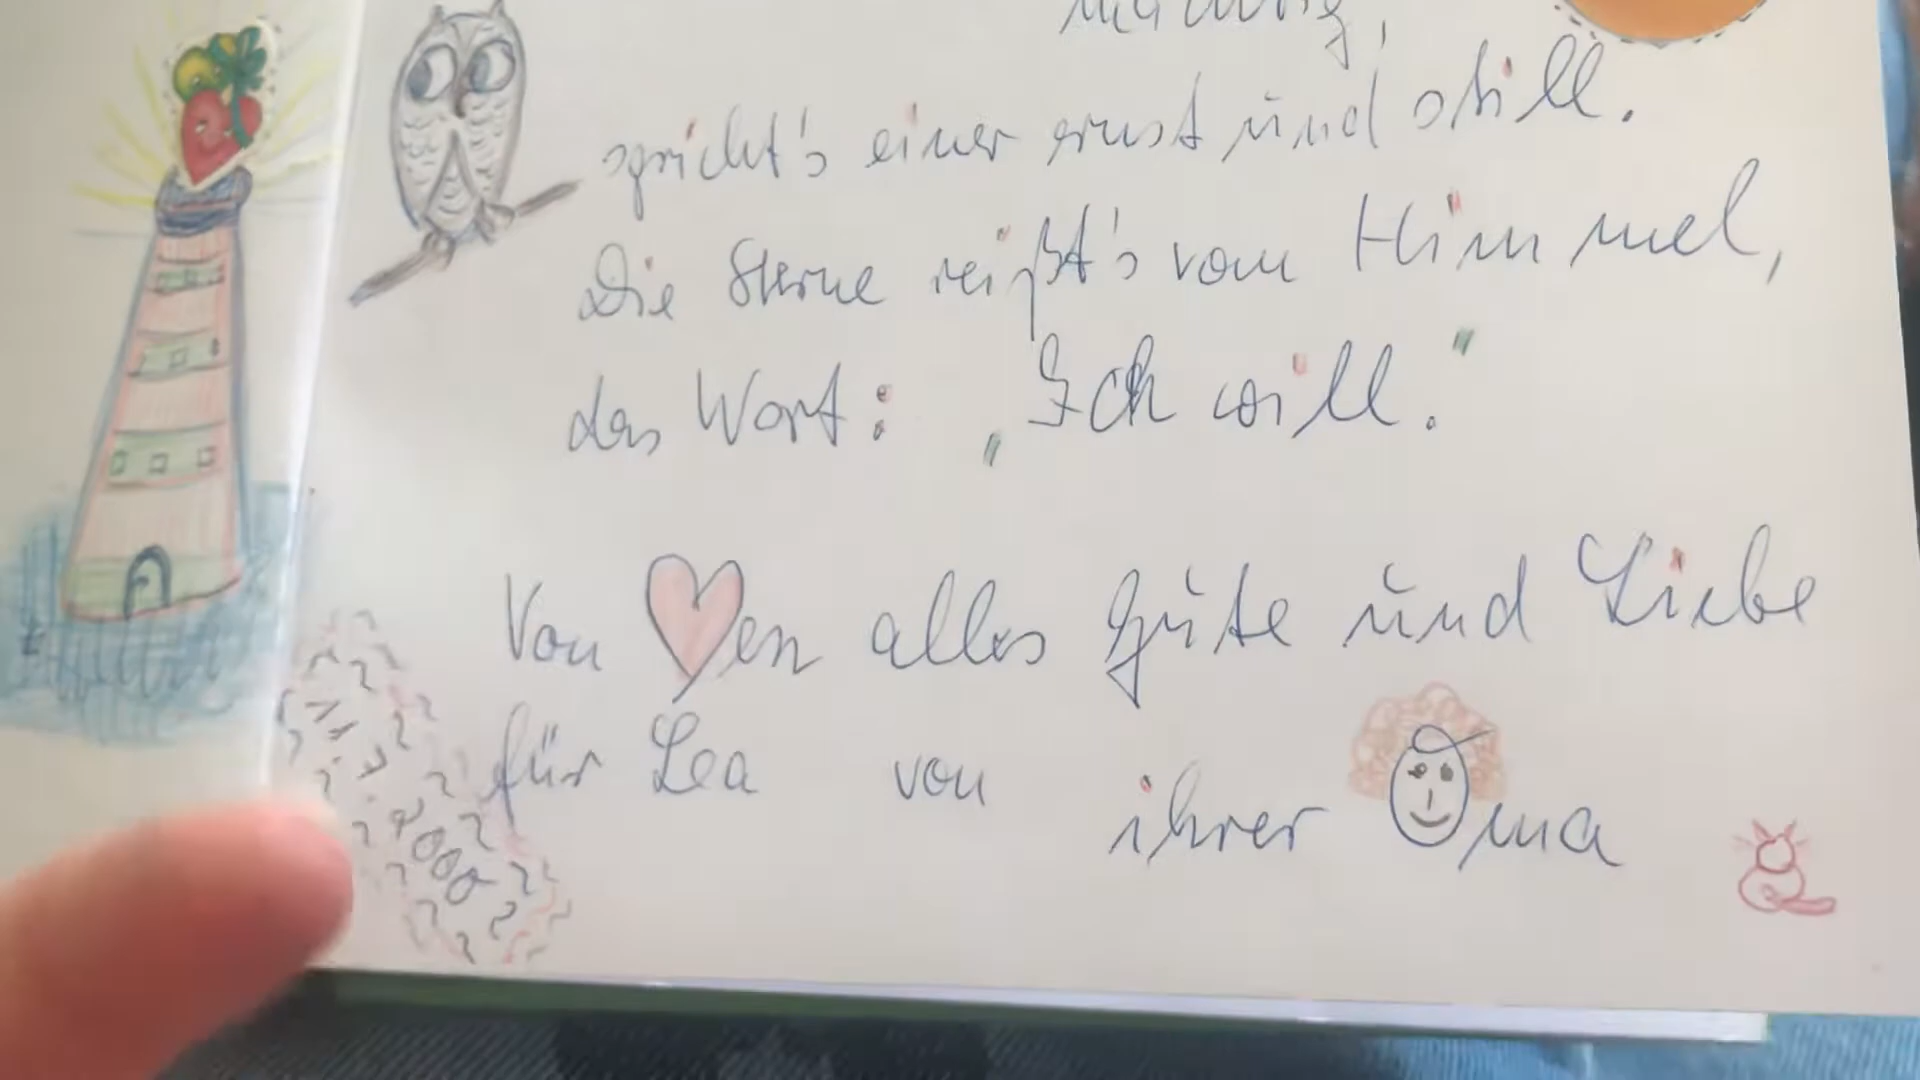 spricht's einer ernst und still.
Die Sterne reißt's vom Himmel,
das Wort: „Ich will."
Von ♥en alles Gute und Liebe
für Lea von ihrer Oma